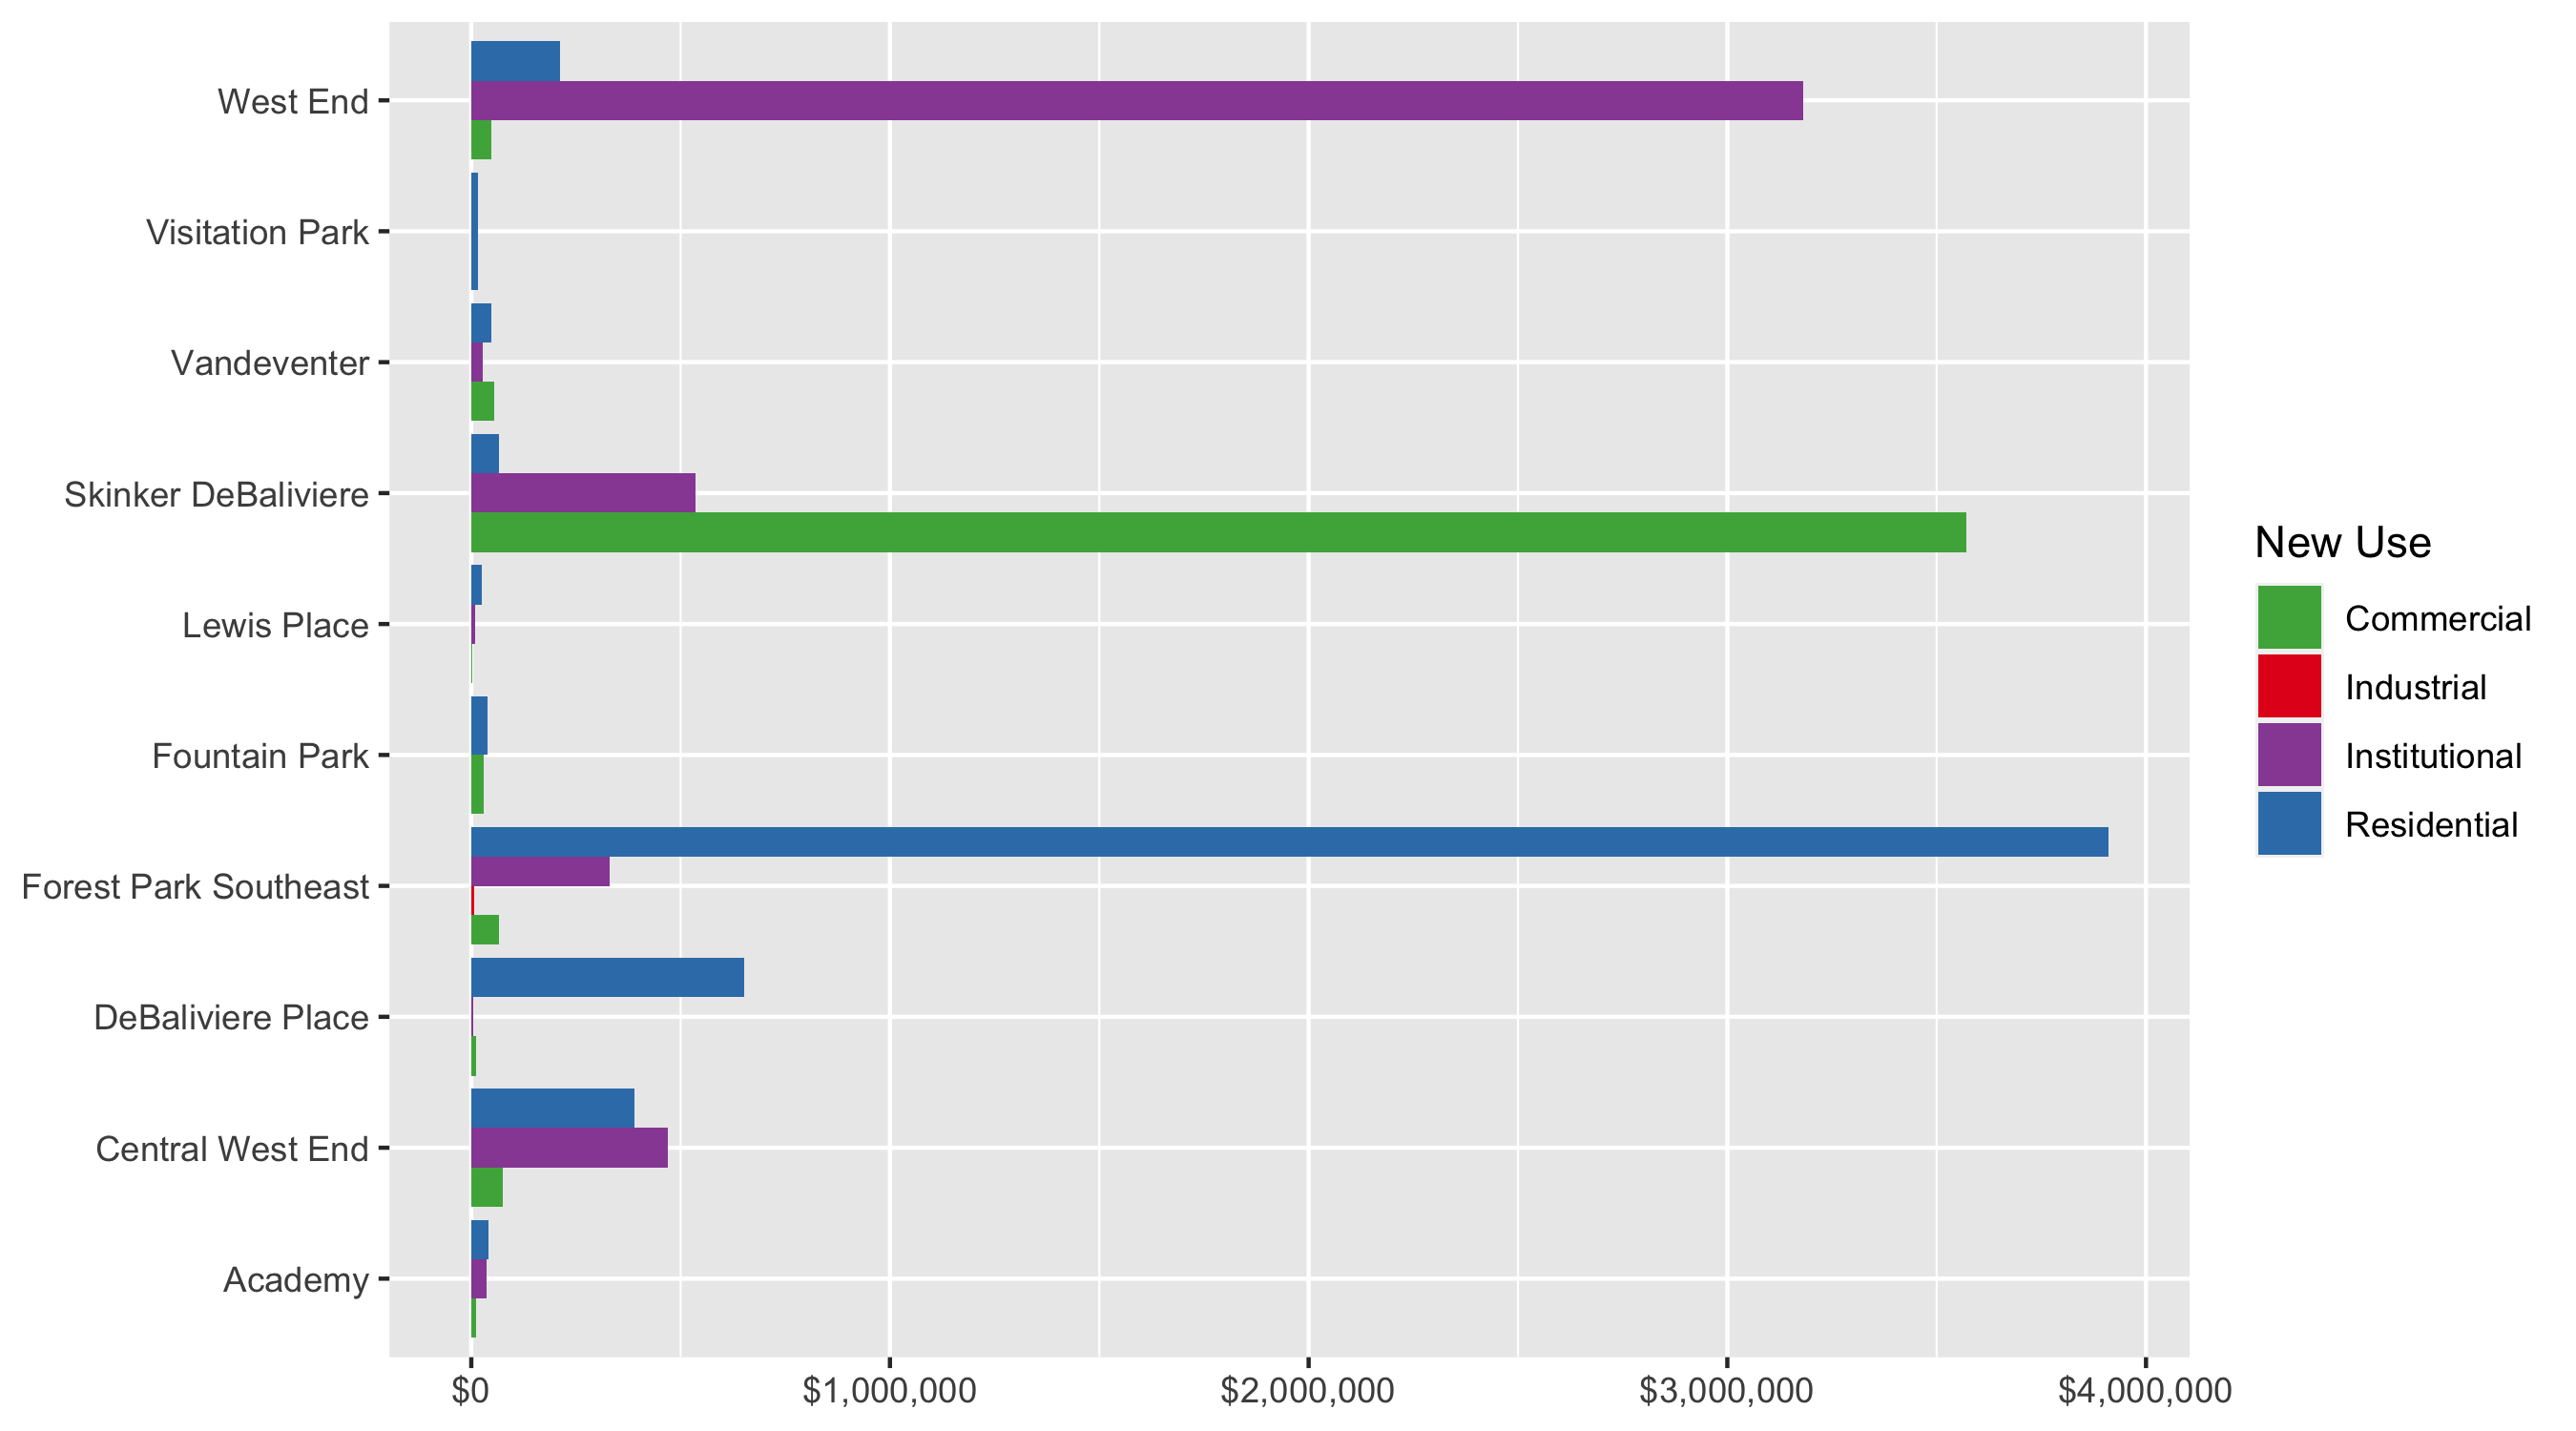 West End
Visitation Park
Vandeventer
Skinker DeBaliviere
Lewis Place
Fountain Park
Forest Park Southeast
DeBaliviere Place
Central West End
Academy
$0 $1,000,000 $2,000,000 $3,000,000 $4,000,000
New Use
Commercial
Industrial
Institutional
Residential